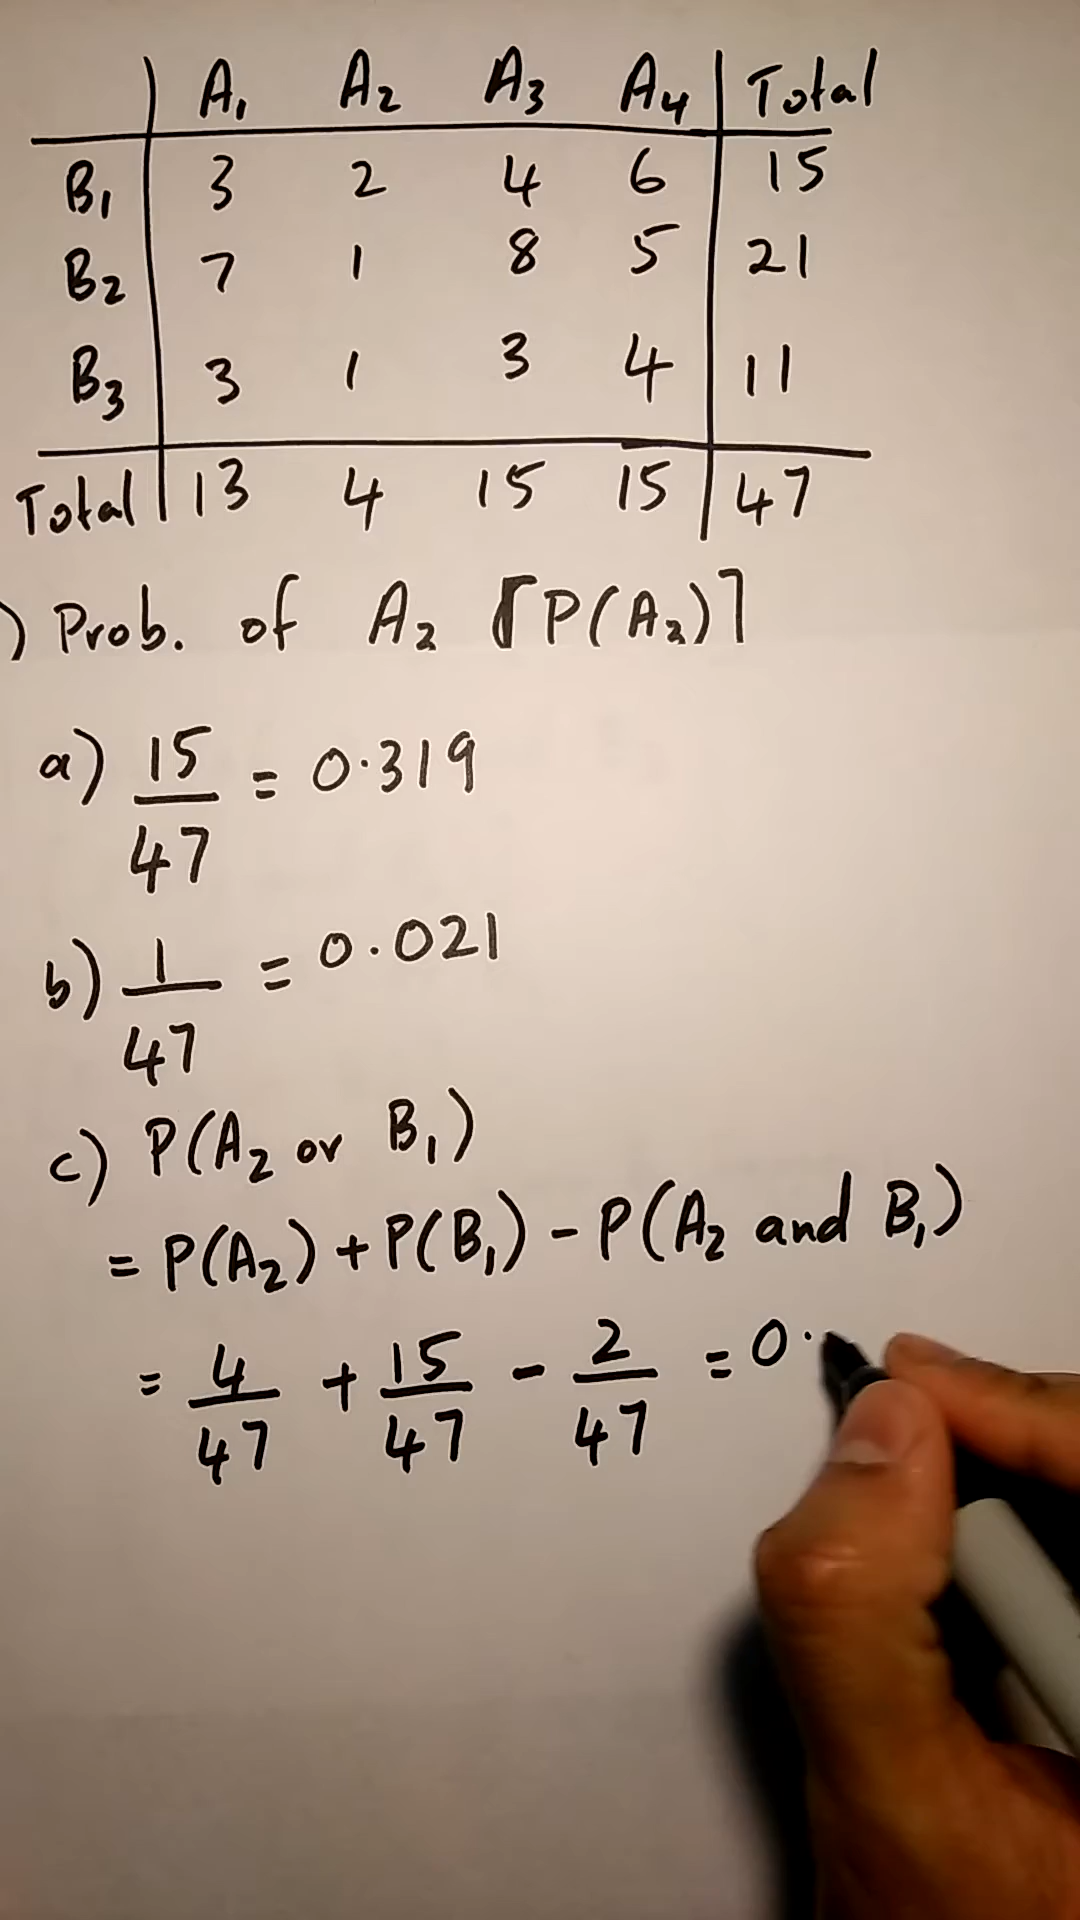 A₁ A₂ A₃ A₄ Total
B₁ 3 2 4 6 15
B₂ 7 1 8 5 21
B₃ 3 1 3 4 11
Total 13 4 15 15 47
) Prob. of A₂ [P(A₂)]
a) 15/47 = 0.319
b) 1/47 = 0.021
c) P(A₂ or B₁)
= P(A₂) + P(B₁) - P(A₂ and B₁)
= 4/47 + 15/47 - 2/47 = 0.